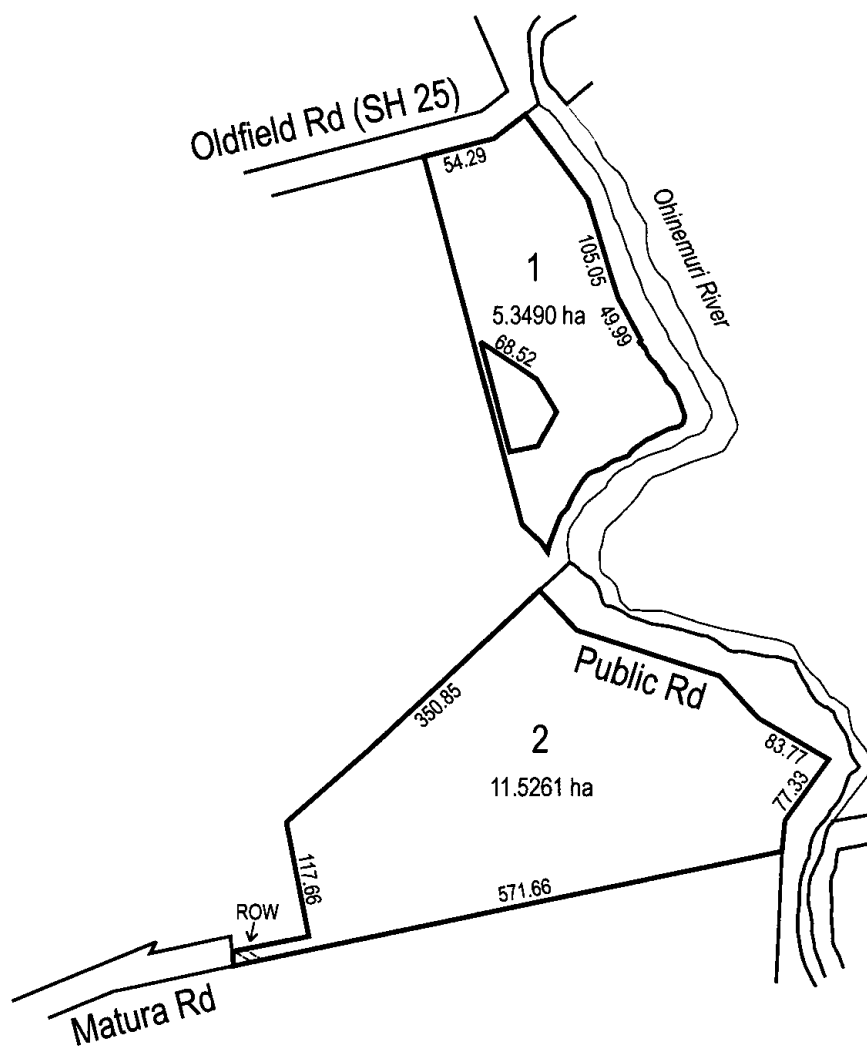 Oldfield Rd (SH 25)
54.29
Ohinemuri River
105.05
1
5.3490 ha
49.99
68.52
Public Rd
350.85
2
83.77
11.5261 ha
77.33
117.66
571.66
ROW
Matura Rd